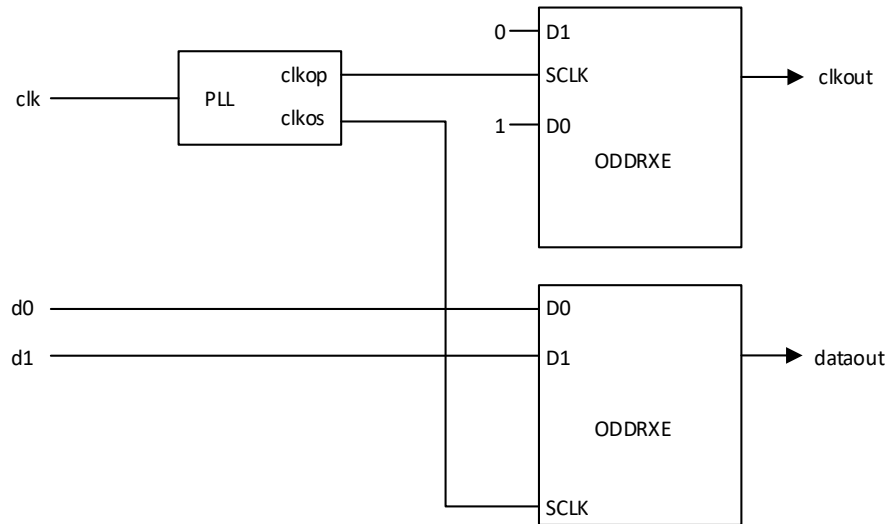 0
D1
clkop
SCLK
clkout
clk
PLL
clkos
1
D0
ODDRXE
d0
D0
d1
D1
dataout
ODDRXE
SCLK